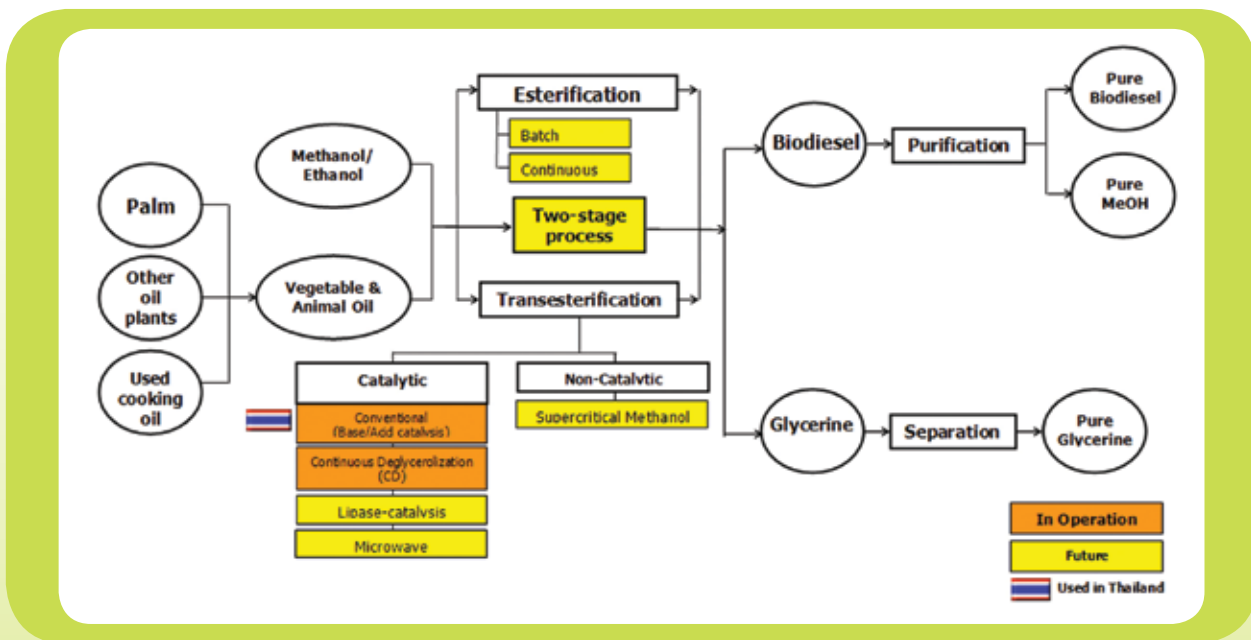 Palm
Other
oil
plants
Used
cooking
oil
Methanol/
Ethanol
Vegetable &
Animal Oil
Esterification
Batch
Continuous
Two-stage
process
Transesterification
Catalytic
Conventional
(Base/Acid catalysis)
Continuous Deglycerolization
(CD)
Lipase-catalysis
Microwave
Non-Catalytic
Supercritical Methanol
Biodiesel
Purification
Pure
Biodiesel
Pure
MeOH
Glycerine
Separation
Pure
Glycerine
In Operation
Future
Used in Thailand